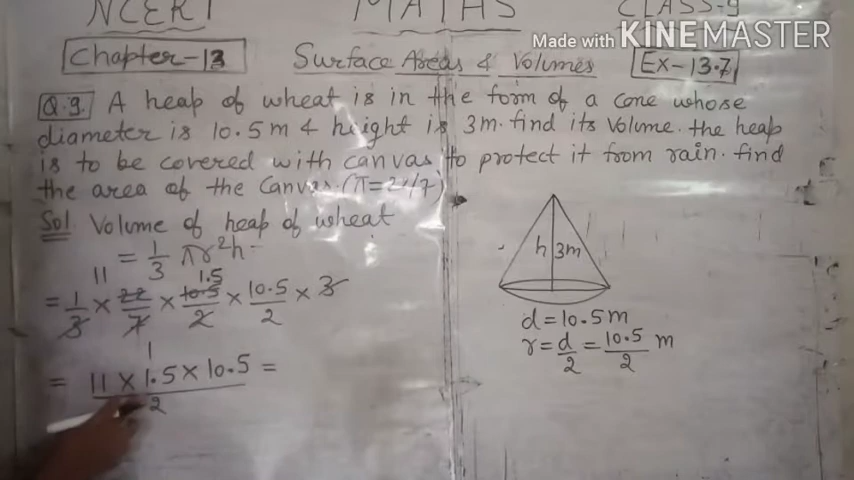 NCERT MATHS CLASS-9
Made with KINEMASTER
Chapter-13 Surface Areas & Volumes Ex-13.7
Q.9. A heap of wheat is in the form of a cone whose
diameter is 10.5m & height is 3m. find its volume. the heap
is to be covered with canvas to protect it from rain. find
the area of the canvas. (π=22/7)
Sol. Volume of heap of wheat
= 1/3 πr²h
11 1.5
= 1/3 × 22/7 × 10.5/2 × 10.5/2 × 3
1
= 11 × 1.5 × 10.5 / 2 =
h 3m
d=10.5m
r = d/2 = 10.5/2 m